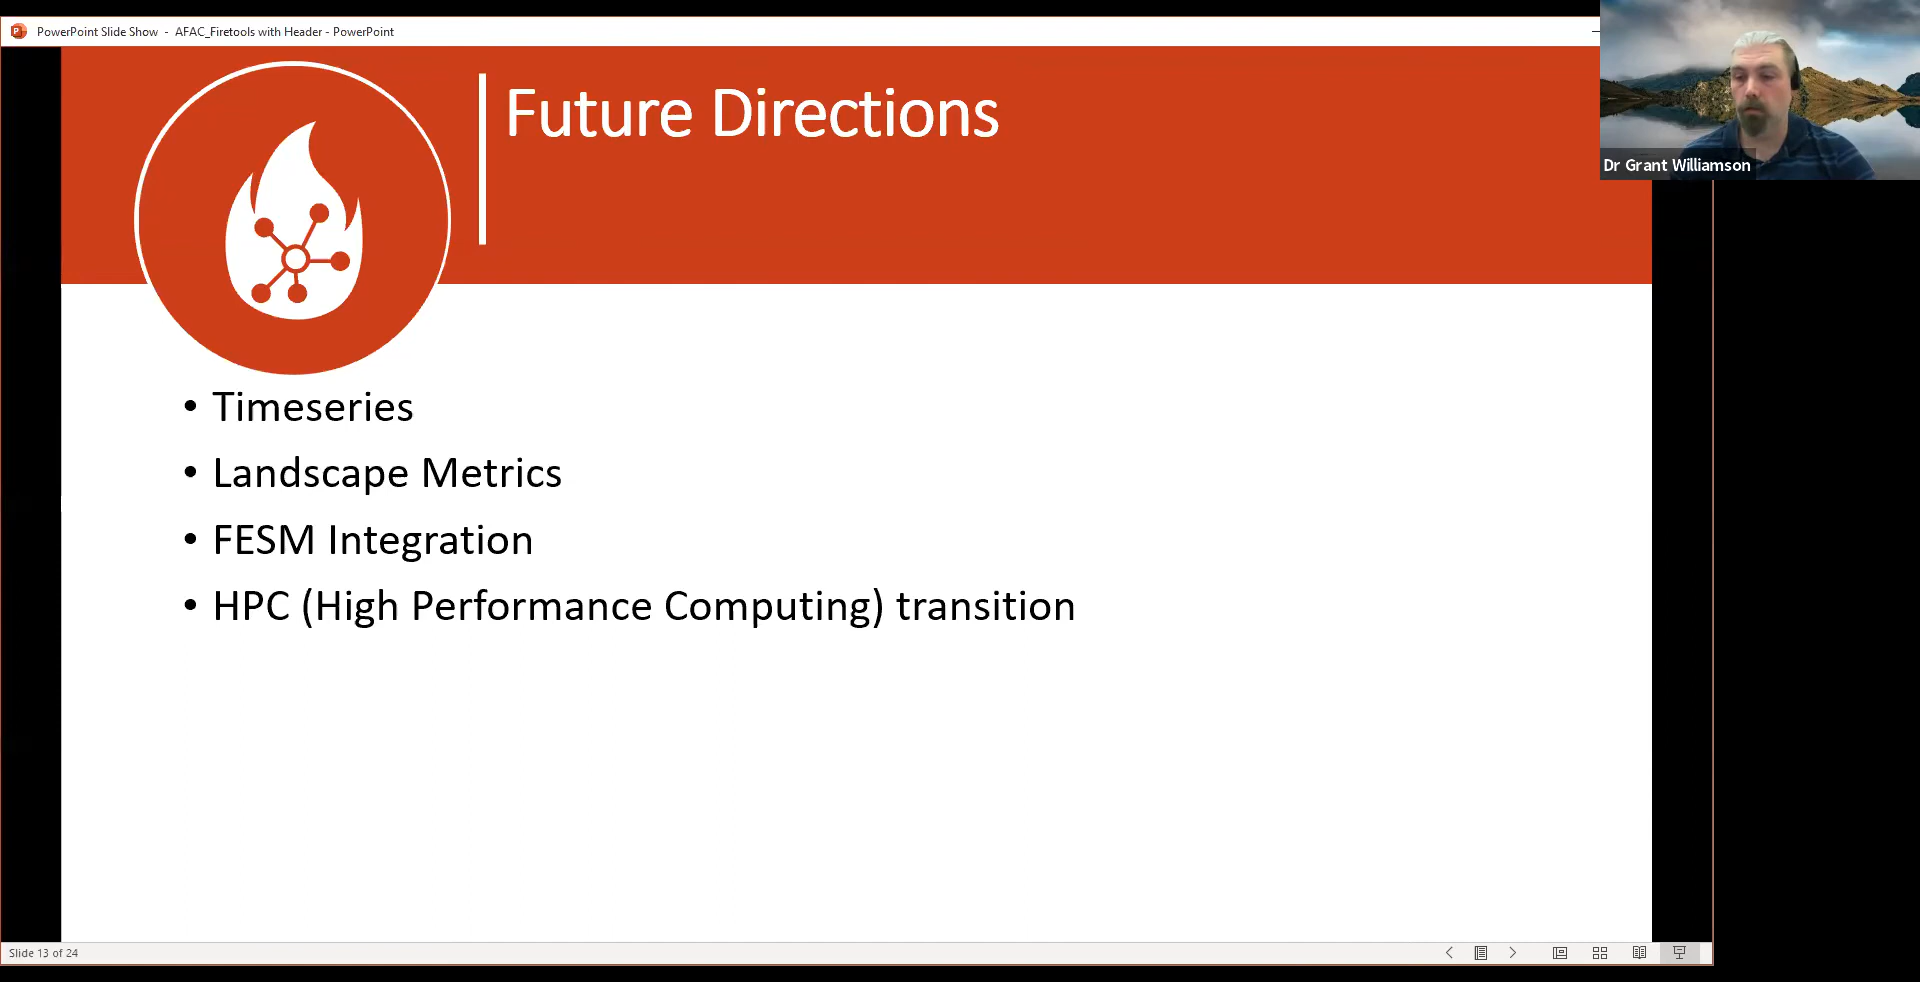 PowerPoint Slide Show - AFAC_Firetools with Header - PowerPoint
Future Directions
Dr Grant Williamson
• Timeseries
• Landscape Metrics
• FESM Integration
• HPC (High Performance Computing) transition
Slide 13 of 24